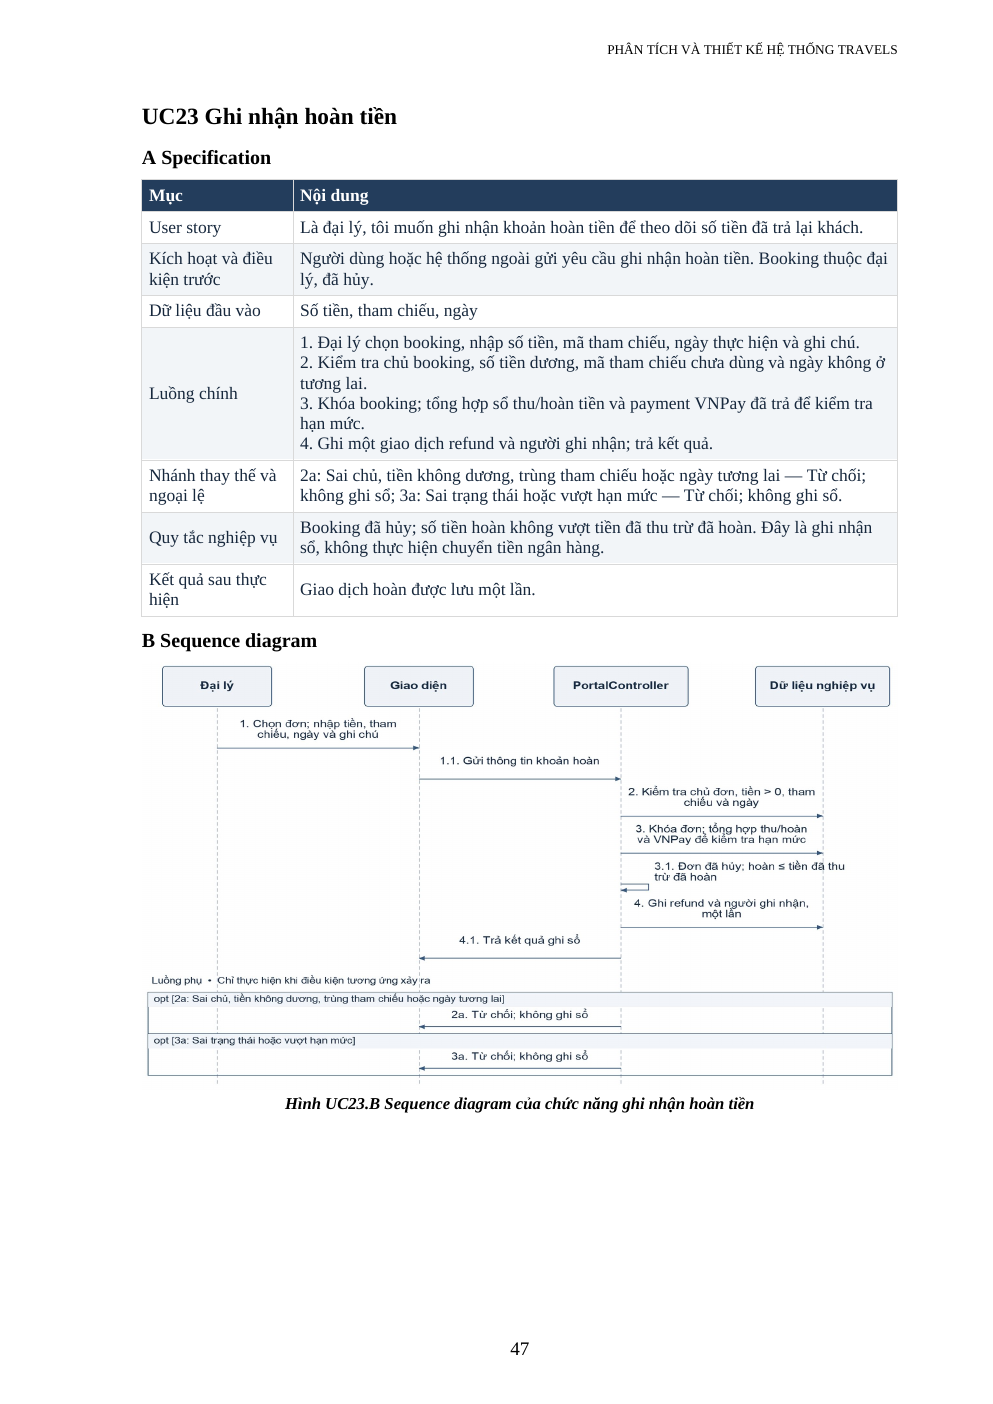 PHÂN TÍCH VÀ THIẾT KẾ HỆ THỐNG TRAVELS
UC23 Ghi nhận hoàn tiền
A Specification
Mục
Nội dung
User story
Là đại lý, tôi muốn ghi nhận khoản hoàn tiền để theo dõi số tiền đã trả lại khách.
Kích hoạt và điều
kiện trước
Người dùng hoặc hệ thống ngoài gửi yêu cầu ghi nhận hoàn tiền. Booking thuộc đại
lý, đã hủy.
Dữ liệu đầu vào
Số tiền, tham chiếu, ngày
Luồng chính
1. Đại lý chọn booking, nhập số tiền, mã tham chiếu, ngày thực hiện và ghi chú.
2. Kiểm tra chủ booking, số tiền dương, mã tham chiếu chưa dùng và ngày không ở
tương lai.
3. Khóa booking; tổng hợp sổ thu/hoàn tiền và payment VNPay đã trả để kiểm tra
hạn mức.
4. Ghi một giao dịch refund và người ghi nhận; trả kết quả.
Nhánh thay thế và
ngoại lệ
2a: Sai chủ, tiền không dương, trùng tham chiếu hoặc ngày tương lai — Từ chối;
không ghi sổ; 3a: Sai trạng thái hoặc vượt hạn mức — Từ chối; không ghi sổ.
Quy tắc nghiệp vụ
Booking đã hủy; số tiền hoàn không vượt tiền đã thu trừ đã hoàn. Đây là ghi nhận
sổ, không thực hiện chuyển tiền ngân hàng.
Kết quả sau thực
hiện
Giao dịch hoàn được lưu một lần.
B Sequence diagram
Đại lý
Giao diện
PortalController
Dữ liệu nghiệp vụ
1. Chọn đơn; nhập tiền, tham
chiếu, ngày và ghi chú
1.1. Gửi thông tin khoản hoàn
2. Kiểm tra chủ đơn, tiền > 0, tham
chiếu và ngày
3. Khóa đơn; tổng hợp thu/hoàn
và VNPay để kiểm tra hạn mức
3.1. Đơn đã hủy; hoàn ≤ tiền đã thu
trừ đã hoàn
4. Ghi refund và người ghi nhận,
một lần
4.1. Trả kết quả ghi sổ
Luồng phụ • Chỉ thực hiện khi điều kiện tương ứng xảy ra
opt [2a: Sai chủ, tiền không dương, trùng tham chiếu hoặc ngày tương lai]
2a. Từ chối; không ghi sổ
opt [3a: Sai trạng thái hoặc vượt hạn mức]
3a. Từ chối; không ghi sổ
Hình UC23.B Sequence diagram của chức năng ghi nhận hoàn tiền
47